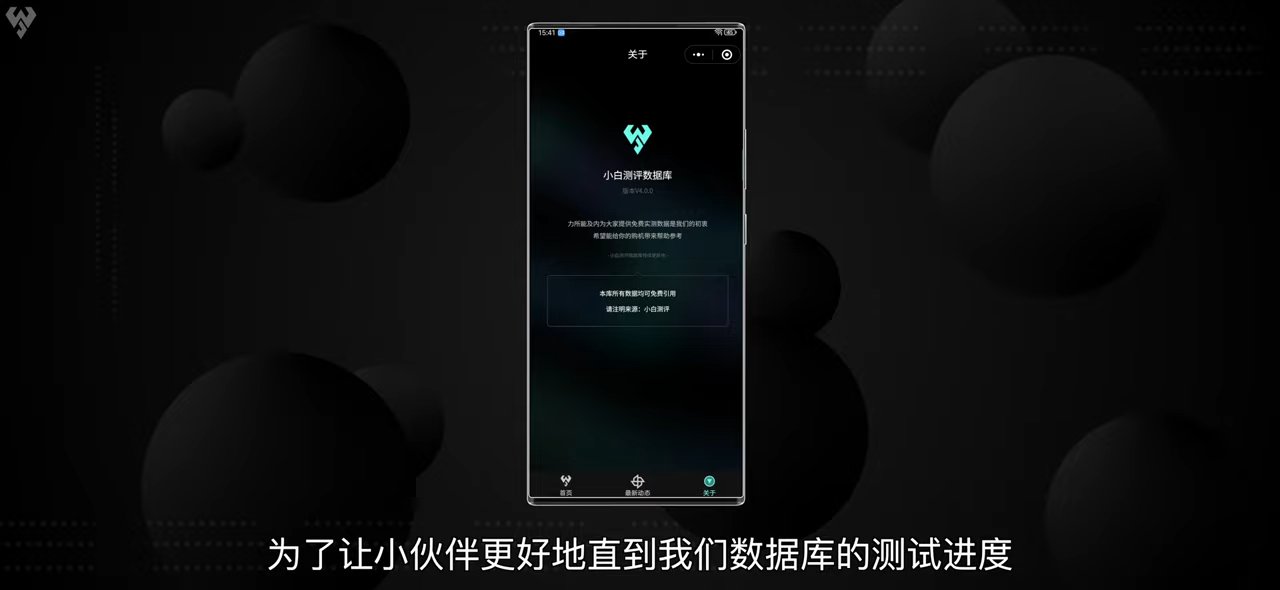 15:41
关于
小白测评数据库
版本V4.0.0
力所能及内为大家提供免费实测数据是我们的初衷
希望能给你的购机带来帮助参考
本库所有数据均可免费引用
请注明来源：小白测评
首页
最新动态
关于
为了让小伙伴更好地直到我们数据库的测试进度